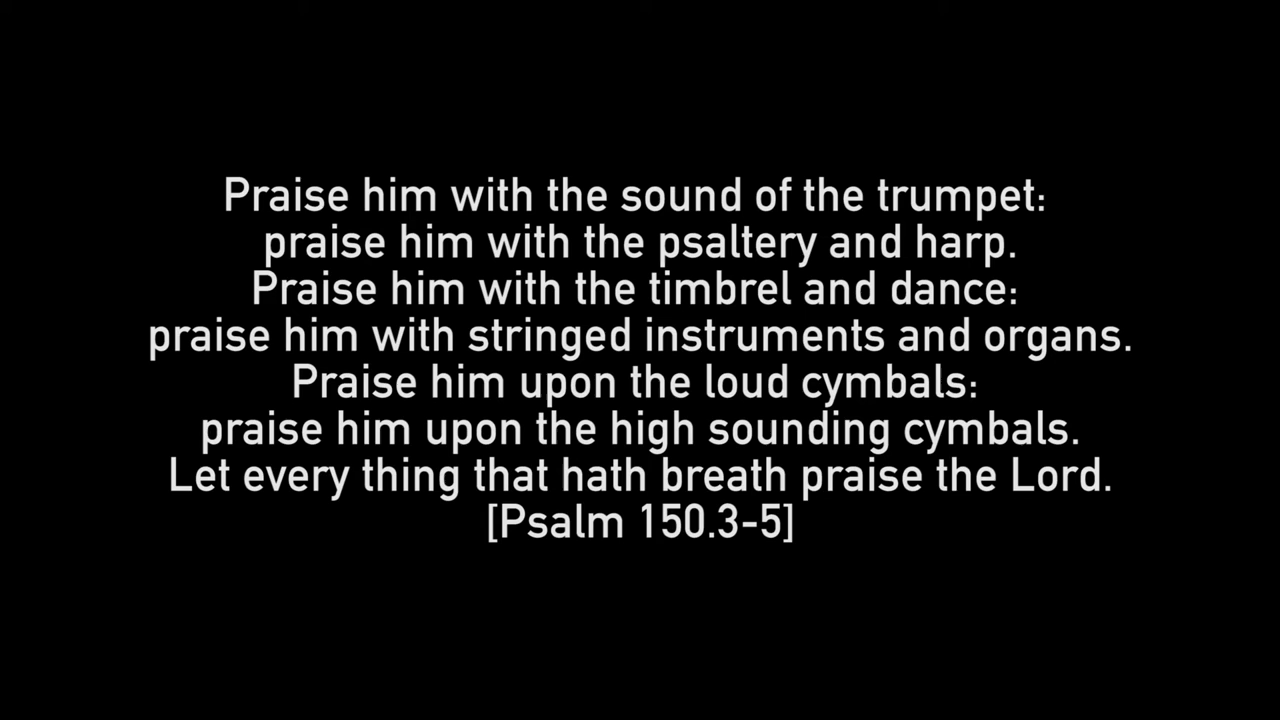 Praise him with the sound of the trumpet:
praise him with the psaltery and harp.
Praise him with the timbrel and dance:
praise him with stringed instruments and organs.
Praise him upon the loud cymbals:
praise him upon the high sounding cymbals.
Let every thing that hath breath praise the Lord.
[Psalm 150.3-5]